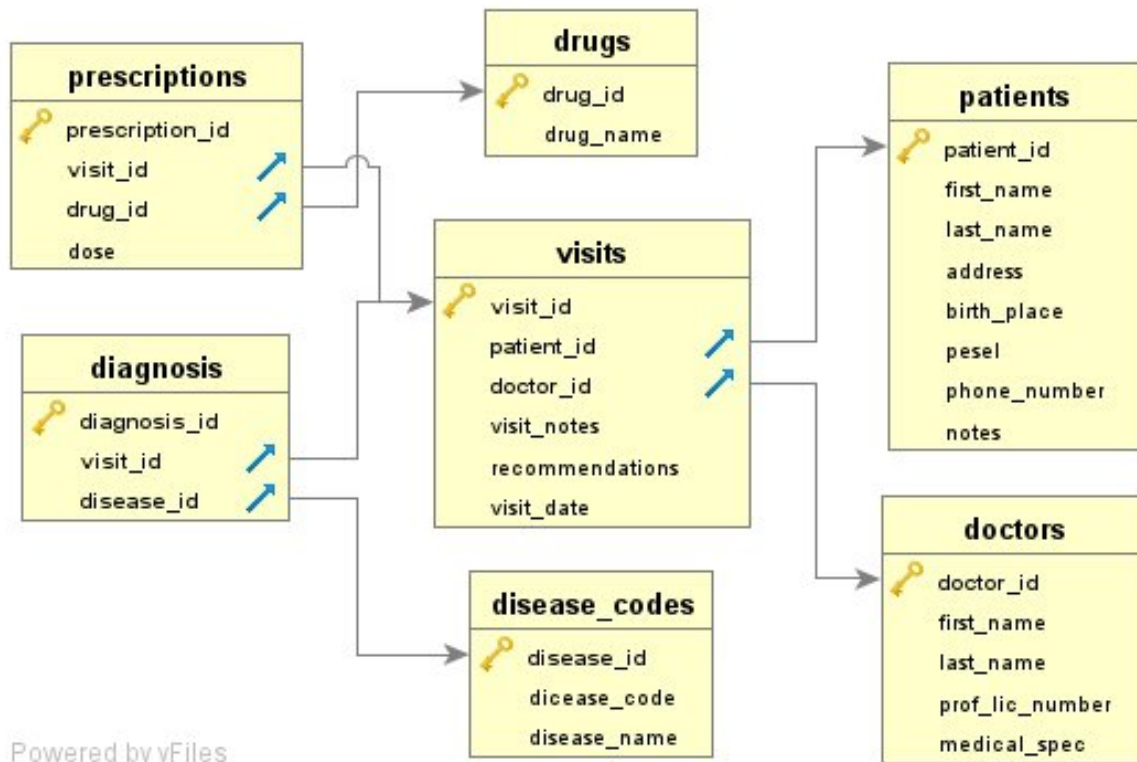 prescriptions
prescription_id
visit_id
drug_id
dose
drugs
drug_id
drug_name
patients
patient_id
first_name
last_name
address
birth_place
pesel
phone_number
notes
visits
visit_id
patient_id
doctor_id
visit_notes
recommendations
visit_date
diagnosis
diagnosis_id
visit_id
disease_id
disease_codes
disease_id
dicease_code
disease_name
doctors
doctor_id
first_name
last_name
prof_lic_number
medical_spec
Powered by yFiles